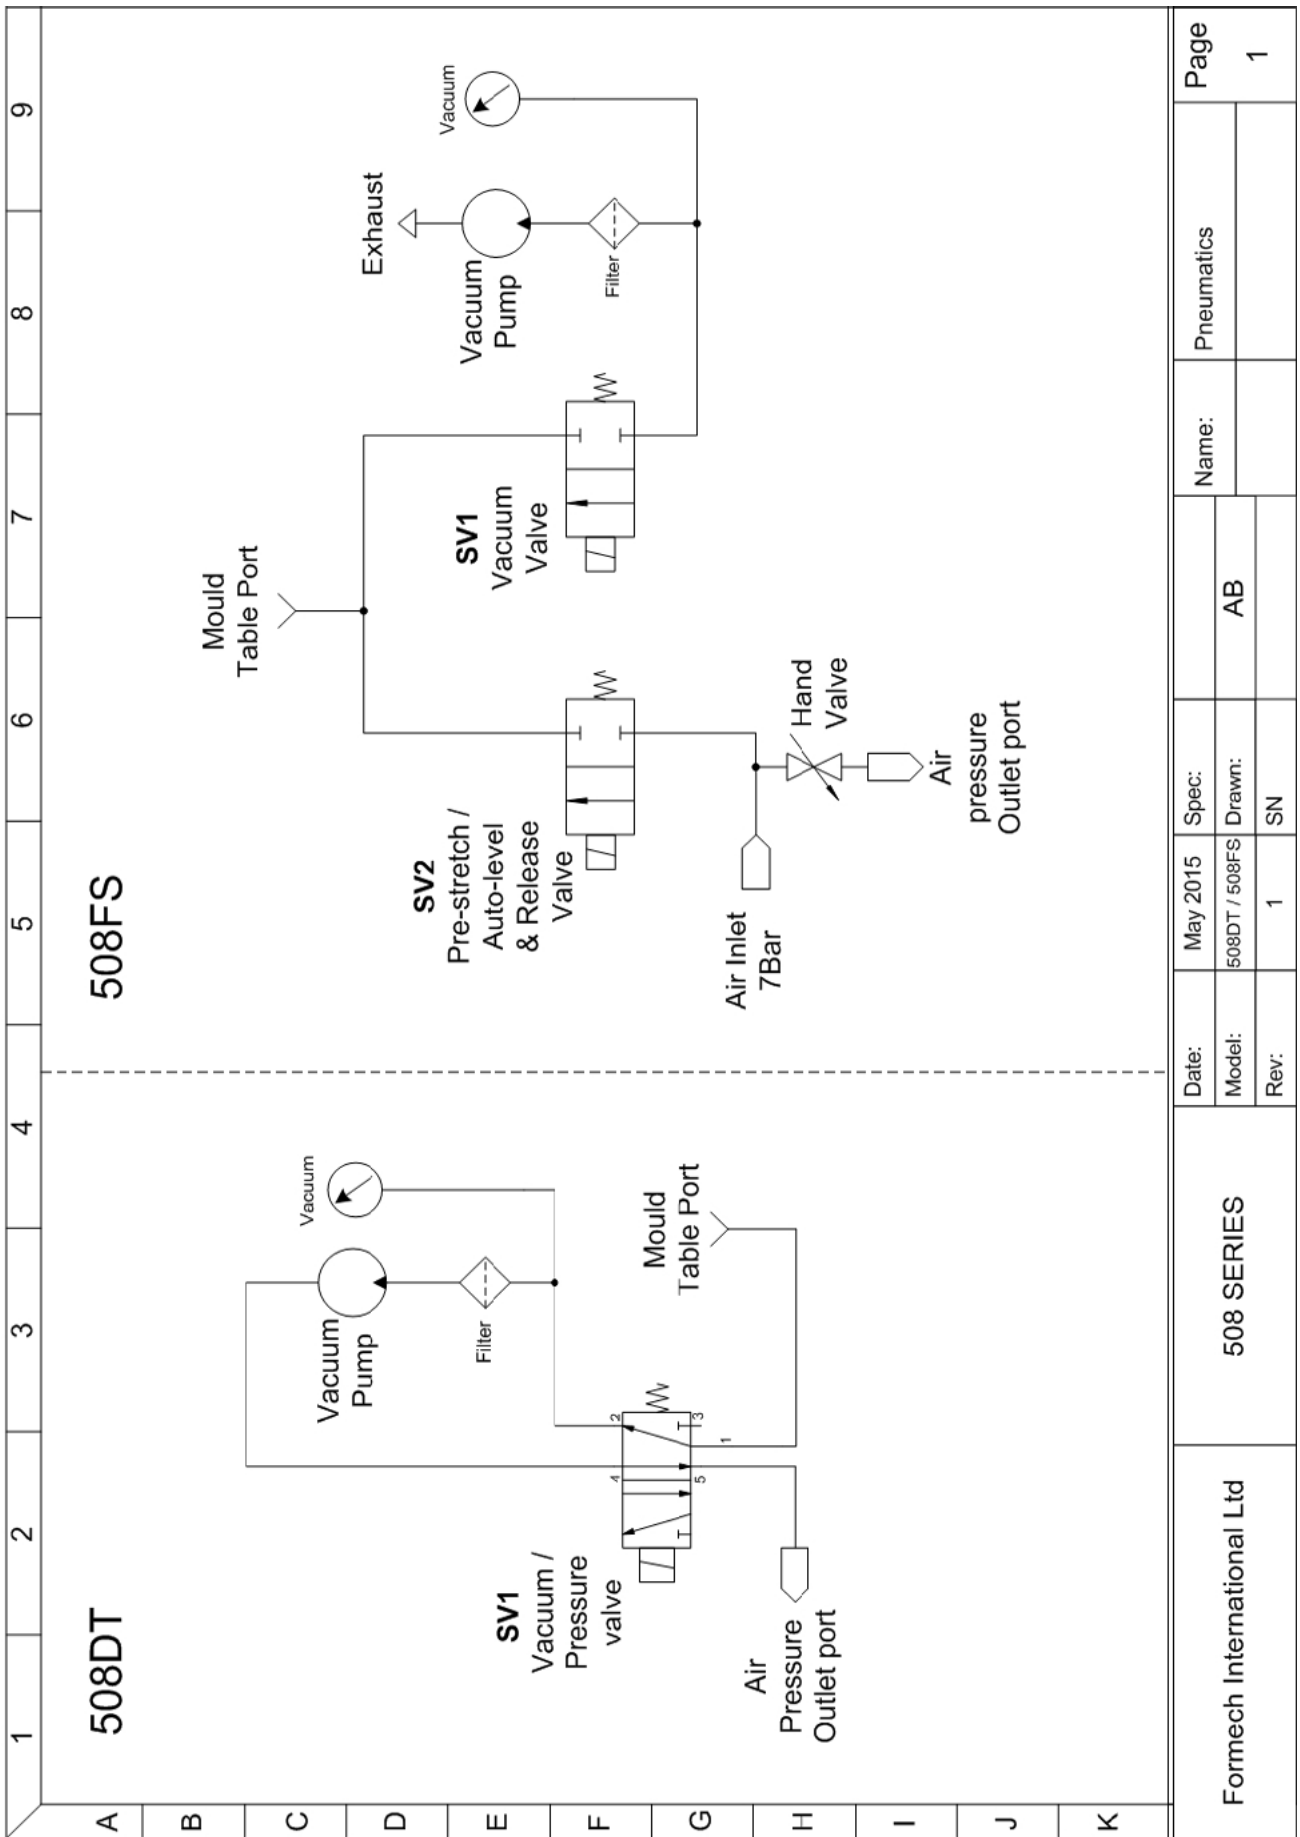 1
2
3
4
5
6
7
8
9
A
B
C
D
E
F
G
H
I
J
K
508DT
Vacuum
Vacuum
Pump
Filter
SV1
Vacuum /
Pressure
valve
2
3
4
5
1
Mould
Table Port
Air
Pressure
Outlet port
508FS
Mould
Table Port
Exhaust
Vacuum
Vacuum
Pump
Filter
SV2
Pre-stretch /
Auto-level
& Release
Valve
SV1
Vacuum
Valve
Air Inlet
7Bar
Hand
Valve
Air
pressure
Outlet port
Formech International Ltd
508 SERIES
Date:
May 2015
Spec:
Model:
508DT / 508FS
Drawn:
AB
Rev:
1
SN
Name:
Pneumatics
Page
1